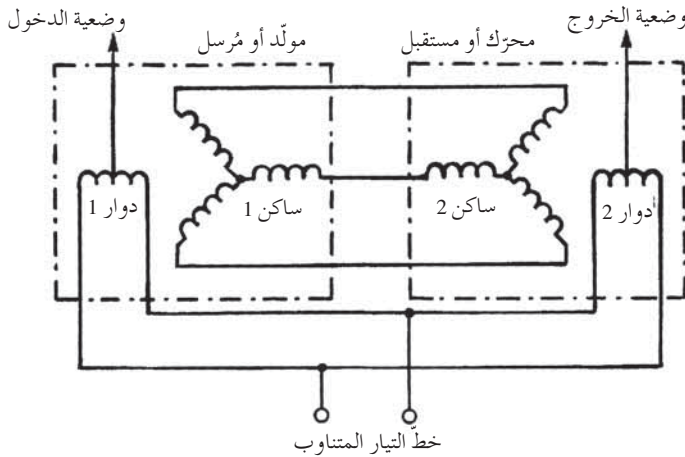 وضعية الخروج
وضعية الدخول
محرّك أو مستقبل
مولّد أو مُرسل
دوار 2
ساكن 2
ساكن 1
دوار 1
خطّ التيار المتناوب